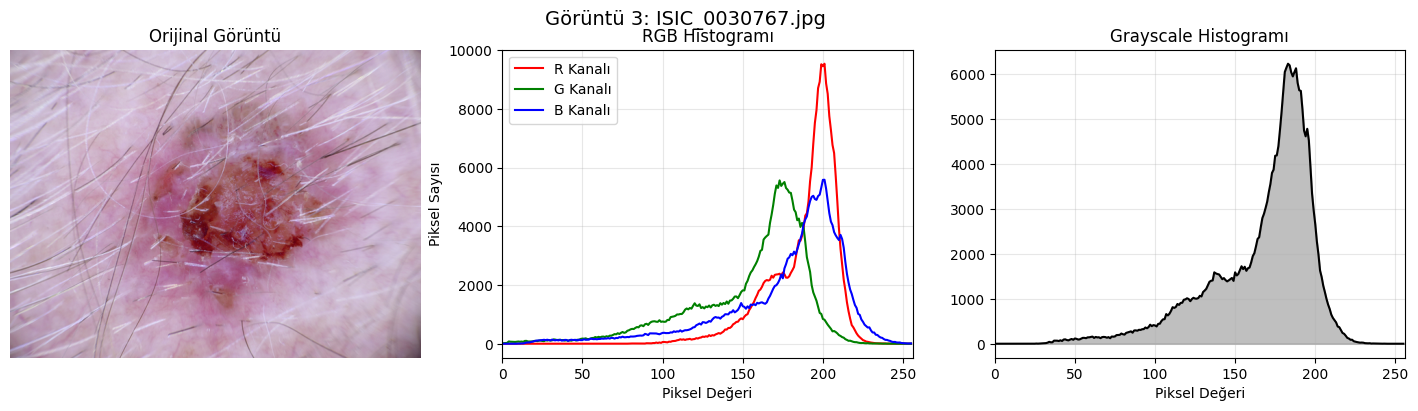 Görüntü 3: ISIC_0030767.jpg
Orijinal Görüntü
RGB Histogramı
Grayscale Histogramı
R Kanalı
G Kanalı
B Kanalı
Piksel Sayısı
10000
8000
6000
4000
2000
0
0 50 100 150 200 250
Piksel Değeri
6000
5000
4000
3000
2000
1000
0
0 50 100 150 200 250
Piksel Değeri